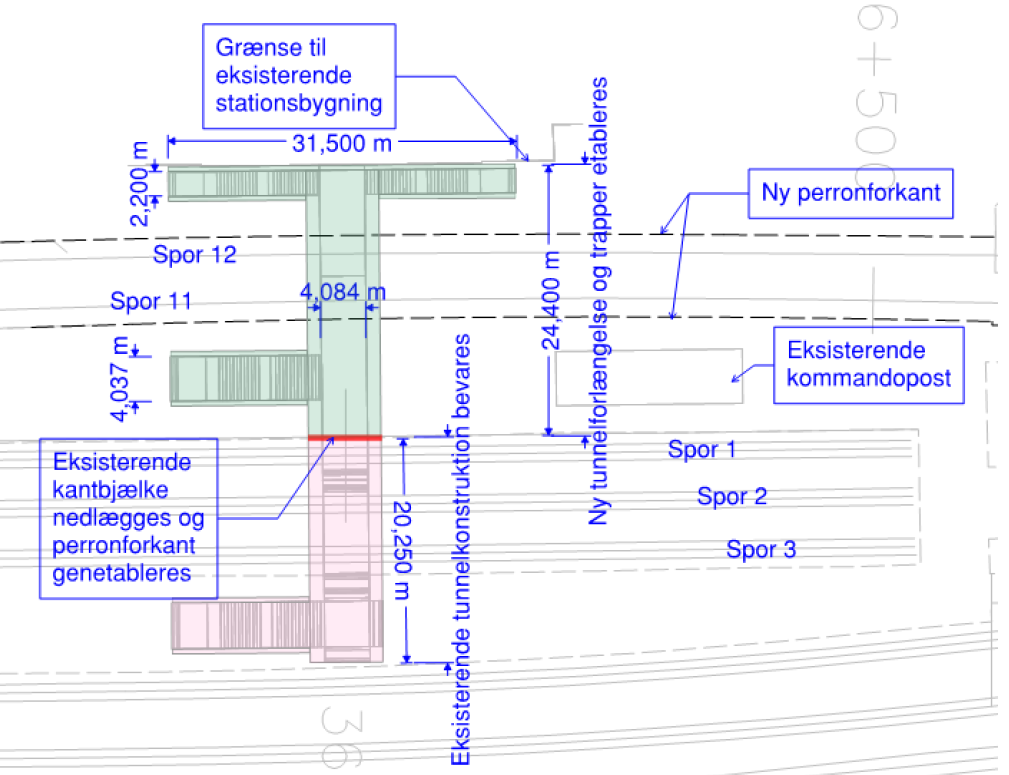 Grænse til
eksisterende
stationsbygning
6+500
31,500 m
2,200 m
Ny tunnelforlængelse og trapper etableres
Ny perronforkant
Spor 12
Spor 11
4,084 m
24,400 m
4,037 m
Eksisterende
kommandopost
Eksisterende tunnelkonstruktion bevares
Spor 1
Eksisterende
kantbjælke
nedlægges og
perronforkant
genetableres
20,250 m
Spor 2
Spor 3
36